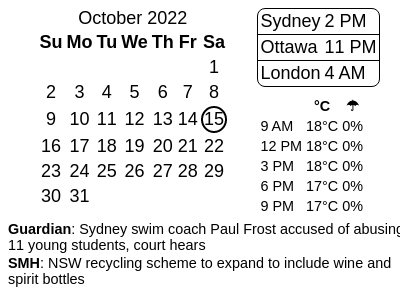 October 2022
Su Mo Tu We Th Fr Sa
1
2 3 4 5 6 7 8
9 10 11 12 13 14 15
16 17 18 19 20 21 22
23 24 25 26 27 28 29
30 31
Sydney 2 PM
Ottawa 11 PM
London 4 AM
°C ☂
9 AM 18°C 0%
12 PM 18°C 0%
3 PM 18°C 0%
6 PM 17°C 0%
9 PM 17°C 0%
Guardian: Sydney swim coach Paul Frost accused of abusing
11 young students, court hears
SMH: NSW recycling scheme to expand to include wine and
spirit bottles